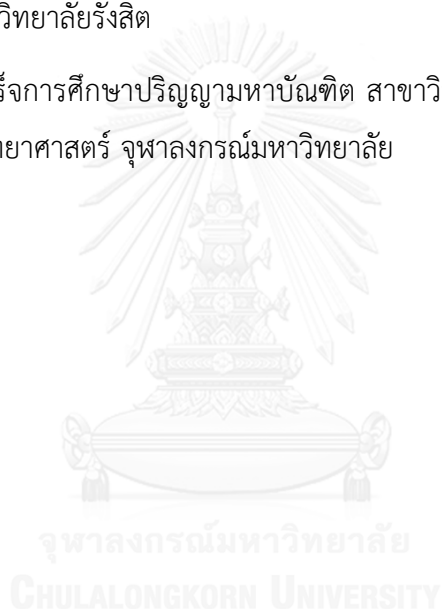 วิทยาลัยรังสิต
ร็จการศึกษาปริญญามหาบัณฑิต สาขาวิ
ทยาศาสตร์ จุฬาลงกรณ์มหาวิทยาลัย
จุฬาลงกรณ์มหาวิทยาลัย
CHULALONGKORN UNIVERSITY